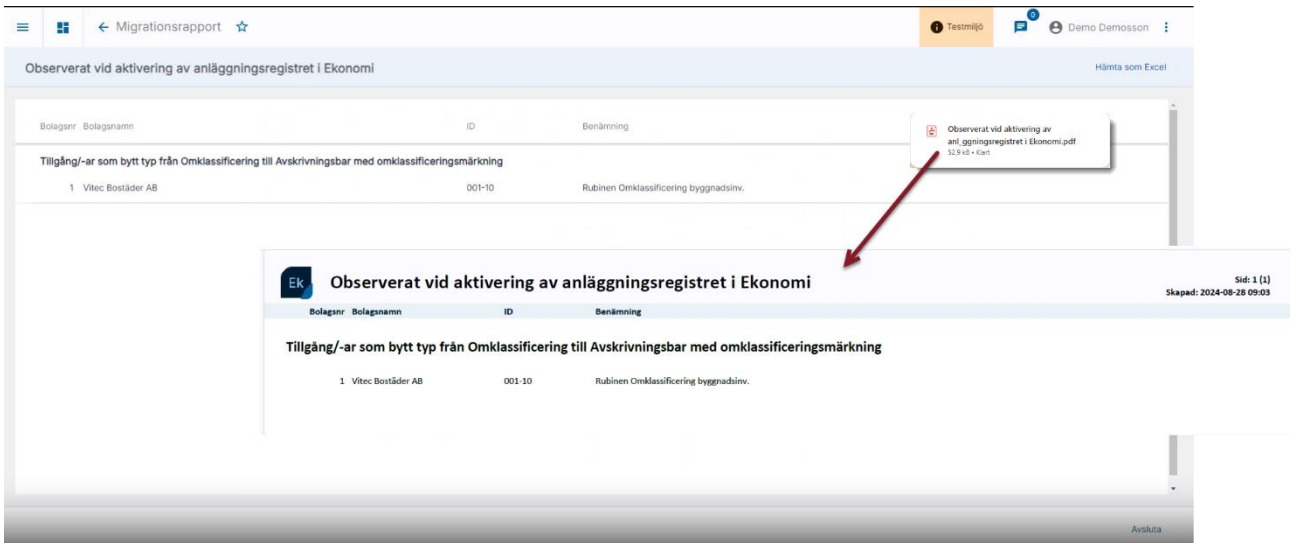 Migrationsrapport
Testmiljö
0
Demo Demosson
Observerat vid aktivering av anläggningsregistret i Ekonomi
Hämta som Excel
Bolagsnr Bolagsnamn ID Benämning
Observerat vid aktivering av
anl_ggningsregistret i Ekonomi.pdf
52,9 kB • Klart
Tillgång/-ar som bytt typ från Omklassificering till Avskrivningsbar med omklassificeringsmärkning
1 Vitec Bostäder AB 001-10 Rubinen Omklassificering byggnadsinv.
Ek
Observerat vid aktivering av anläggningsregistret i Ekonomi
Sid: 1 (1)
Skapad: 2024-08-28 09:03
Bolagsnr Bolagsnamn ID Benämning
Tillgång/-ar som bytt typ från Omklassificering till Avskrivningsbar med omklassificeringsmärkning
1 Vitec Bostäder AB 001-10 Rubinen Omklassificering byggnadsinv.
Avsluta